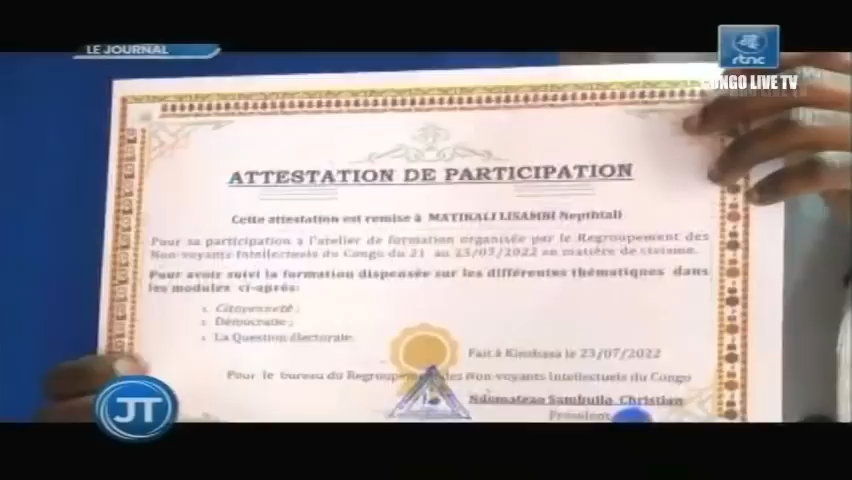 LE JOURNAL
rtnc
CONGO LIVE TV
ATTESTATION DE PARTICIPATION
Cette attestation est remise à MATIKALI LISAMBI Nepthtali
Pour sa participation à l'atelier de formation organisée par le Regroupement des
Non-voyants Intellectuels du Congo du 21 au 23/07/2022 en matière de civisme.
Pour avoir suivi la formation dispensée sur les différentes thématiques dans
les modules ci-après:
Citoyenneté ;
Démocratie ;
La Question électorale.
Fait à Kinshasa le 23/07/2022
Pour le bureau du Regroupement des Non-voyants Intellectuels du Congo
Christian
Président
JT